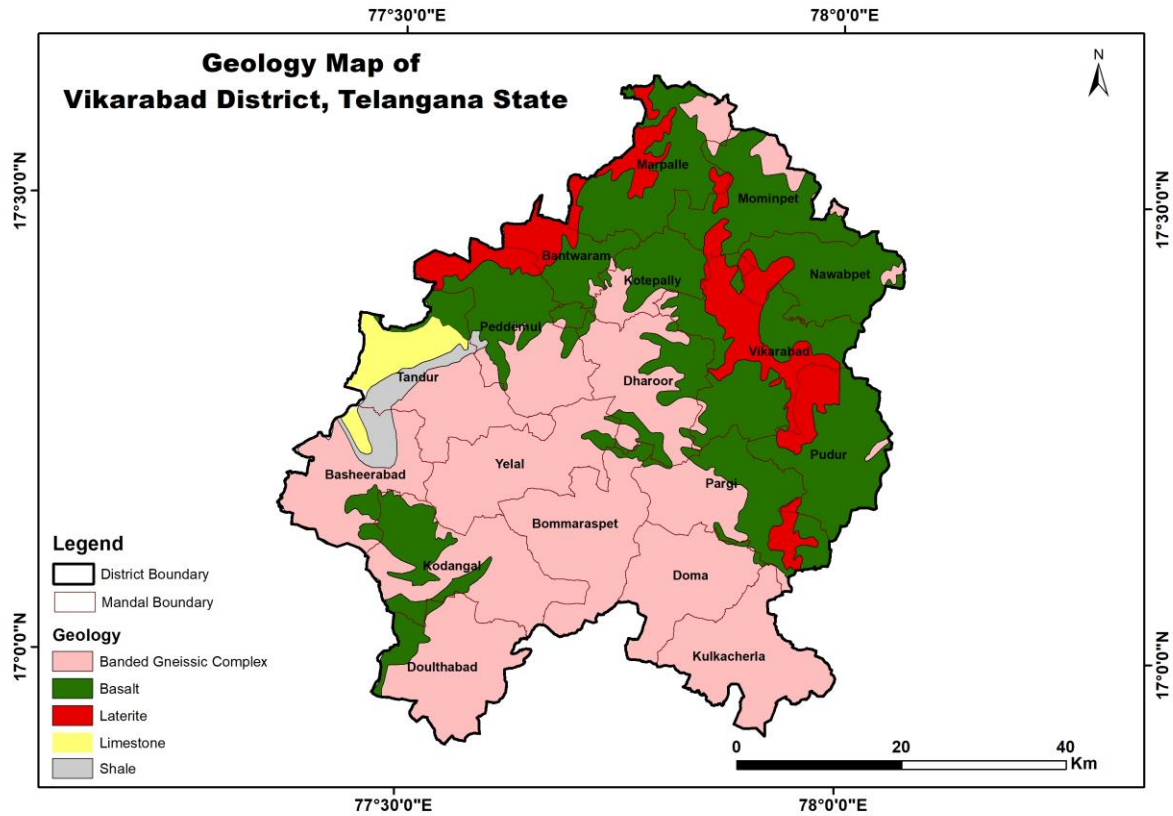 77°30'0"E
78°0'0"E
Geology Map of
Vikarabad District, Telangana State
N
17°30'0"N
17°30'0"N
Marpalle
Mominpet
Bantwaram
Kotepally
Nawabpet
Peddemul
Vikarabad
Tandur
Dharoor
Pudur
Basheerabad
Yelal
Pargi
Bommaraspet
Kodangal
Doma
Doulthabad
Kulkacherla
17°0'0"N
17°0'0"N
Legend
District Boundary
Mandal Boundary
Geology
Banded Gneissic Complex
Basalt
Laterite
Limestone
Shale
0
20
40
Km
77°30'0"E
78°0'0"E